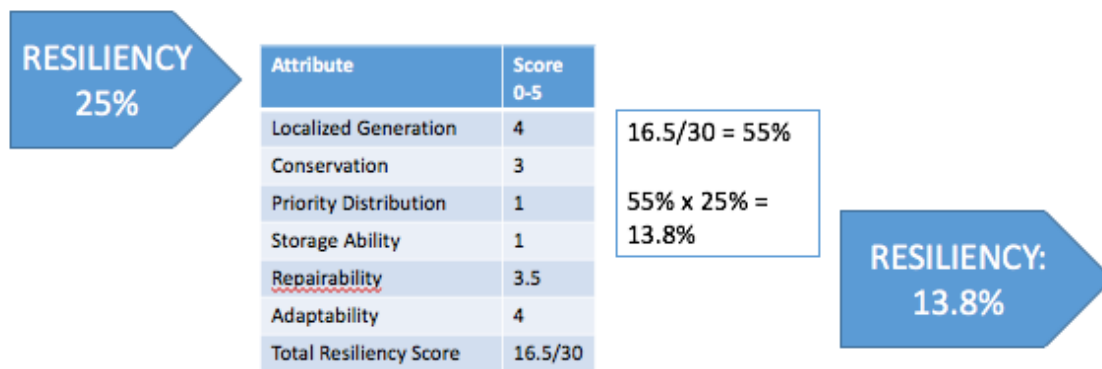 RESILIENCY
25%
Attribute Score
0-5
Localized Generation 4
Conservation 3
Priority Distribution 1
Storage Ability 1
Repairability 3.5
Adaptability 4
Total Resiliency Score 16.5/30
16.5/30 = 55%
55% x 25% =
13.8%
RESILIENCY:
13.8%